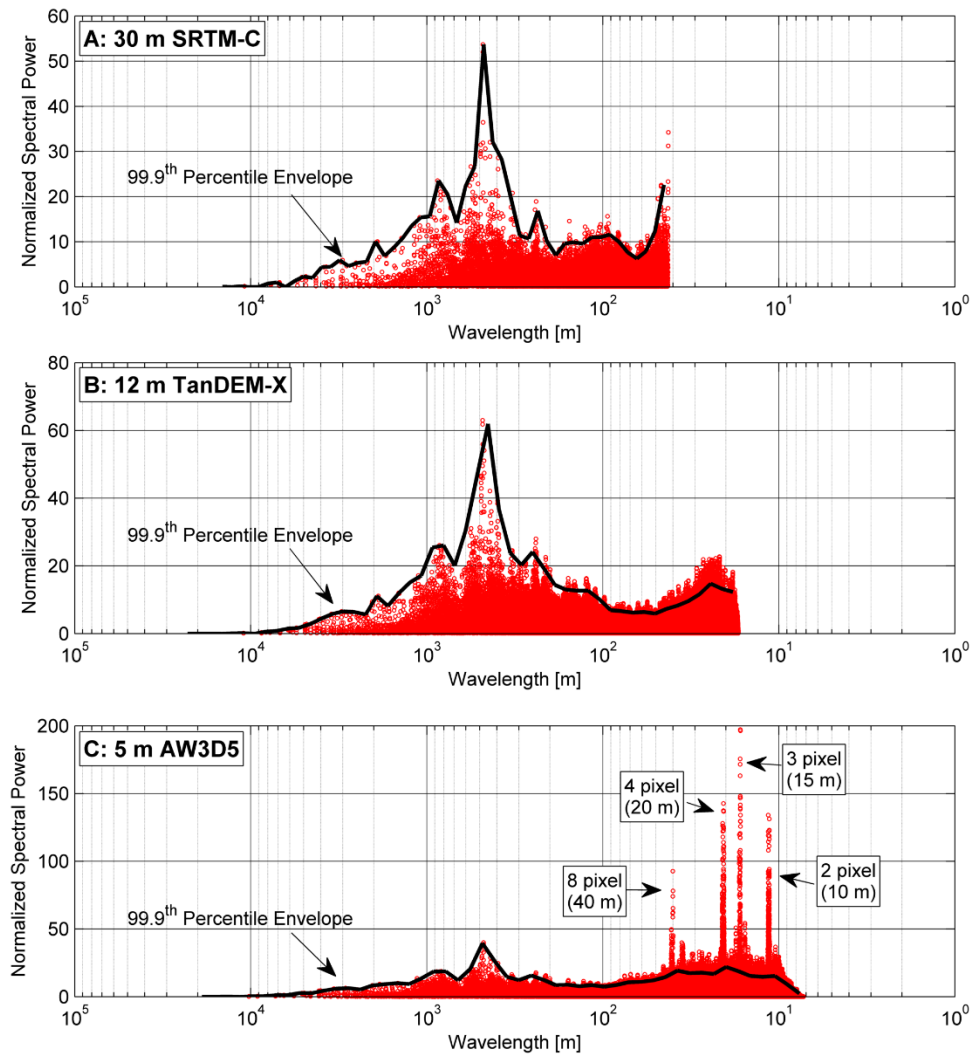 A: 30 m SRTM-C
Normalized Spectral Power
60
50
40
30
20
10
0
99.9th Percentile Envelope
10^5
10^4
10^3
10^2
10^1
10^0
Wavelength [m]
B: 12 m TanDEM-X
Normalized Spectral Power
80
60
40
20
0
99.9th Percentile Envelope
10^5
10^4
10^3
10^2
10^1
10^0
Wavelength [m]
C: 5 m AW3D5
Normalized Spectral Power
200
150
100
50
0
99.9th Percentile Envelope
8 pixel
(40 m)
4 pixel
(20 m)
3 pixel
(15 m)
2 pixel
(10 m)
10^5
10^4
10^3
10^2
10^1
10^0
Wavelength [m]